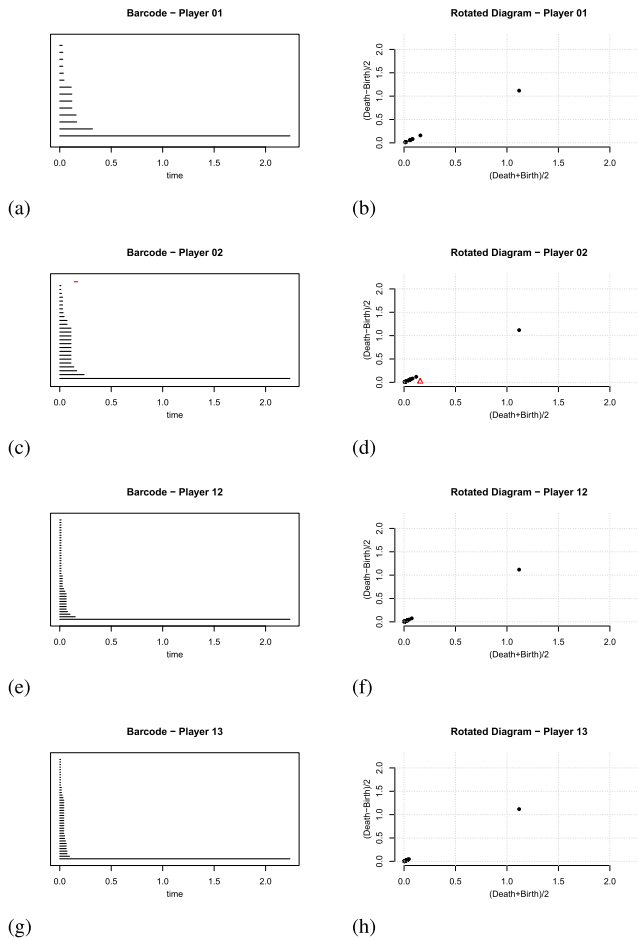 Barcode − Player 01
Rotated Diagram − Player 01
0.0 0.5 1.0 1.5 2.0
time
(Death−Birth)/2
0.0 0.5 1.0 1.5 2.0
0.0 0.5 1.0 1.5 2.0
(Death+Birth)/2
(a)
(b)
Barcode − Player 02
Rotated Diagram − Player 02
0.0 0.5 1.0 1.5 2.0
time
(Death−Birth)/2
0.0 0.5 1.0 1.5 2.0
0.0 0.5 1.0 1.5 2.0
(Death+Birth)/2
(c)
(d)
Barcode − Player 12
Rotated Diagram − Player 12
0.0 0.5 1.0 1.5 2.0
time
(Death−Birth)/2
0.0 0.5 1.0 1.5 2.0
0.0 0.5 1.0 1.5 2.0
(Death+Birth)/2
(e)
(f)
Barcode − Player 13
Rotated Diagram − Player 13
0.0 0.5 1.0 1.5 2.0
time
(Death−Birth)/2
0.0 0.5 1.0 1.5 2.0
0.0 0.5 1.0 1.5 2.0
(Death+Birth)/2
(g)
(h)